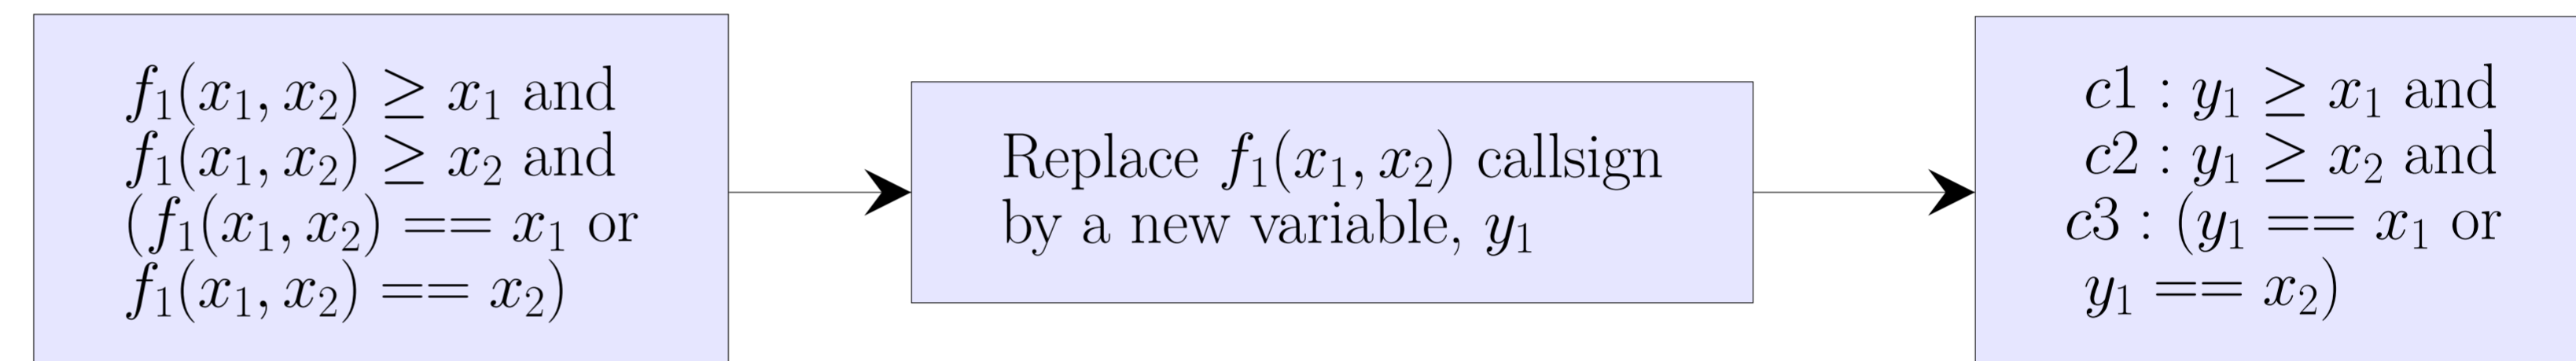 f₁(x₁, x₂) ≥ x₁ and
f₁(x₁, x₂) ≥ x₂ and
(f₁(x₁, x₂) == x₁ or
f₁(x₁, x₂) == x₂)
Replace f₁(x₁, x₂) callsign
by a new variable, y₁
c1 : y₁ ≥ x₁ and
c2 : y₁ ≥ x₂ and
c3 : (y₁ == x₁ or
y₁ == x₂)